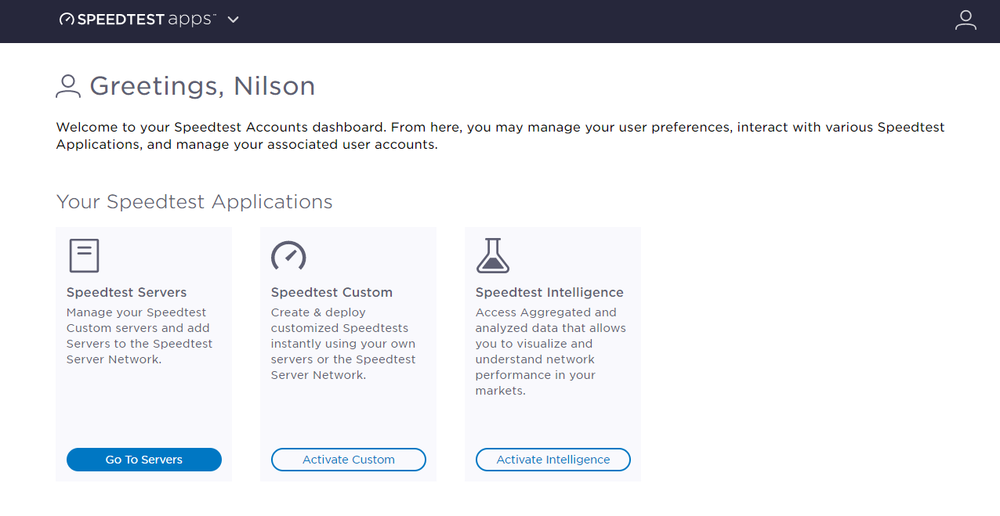 SPEEDTEST apps™
Greetings, Nilson
Welcome to your Speedtest Accounts dashboard. From here, you may manage your user preferences, interact with various Speedtest
Applications, and manage your associated user accounts.
Your Speedtest Applications
Speedtest Servers
Manage your Speedtest
Custom servers and add
Servers to the Speedtest
Server Network.
Go To Servers
Speedtest Custom
Create & deploy
customized Speedtests
instantly using your own
servers or the Speedtest
Server Network.
Activate Custom
Speedtest Intelligence
Access Aggregated and
analyzed data that allows
you to visualize and
understand network
performance in your
markets.
Activate Intelligence